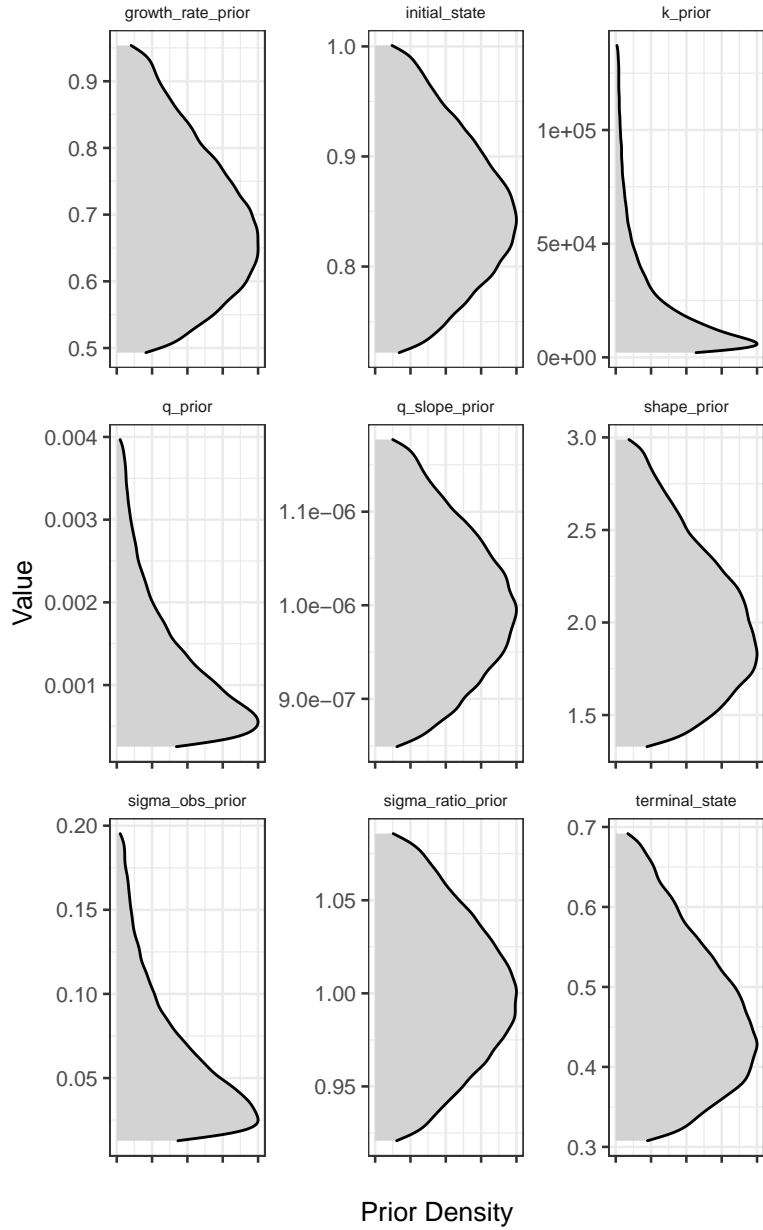 growth_rate_prior
initial_state
k_prior
0.9
0.8
0.7
0.6
0.5
1.0
0.9
0.8
1e+05
5e+04
0e+00
q_prior
q_slope_prior
shape_prior
0.004
0.003
0.002
0.001
1.1e−06
1.0e−06
9.0e−07
3.0
2.5
2.0
1.5
Value
sigma_obs_prior
sigma_ratio_prior
terminal_state
0.20
0.15
0.10
0.05
1.05
1.00
0.95
0.7
0.6
0.5
0.4
0.3
Prior Density